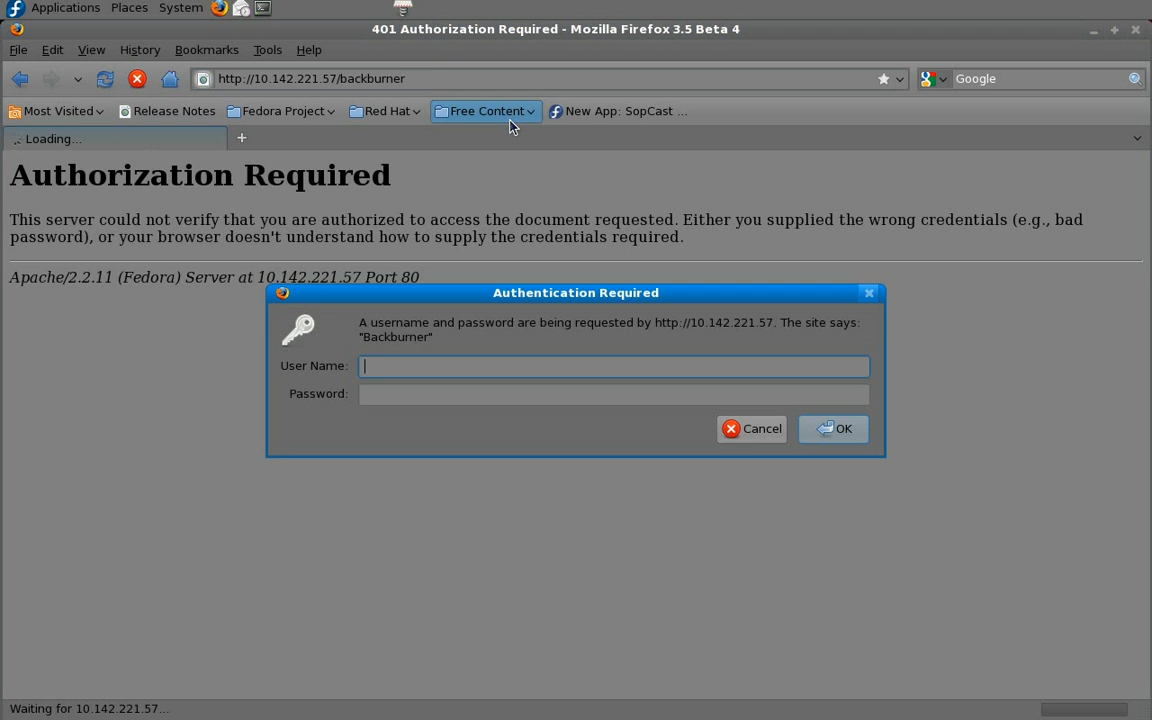 Applications Places System
401 Authorization Required - Mozilla Firefox 3.5 Beta 4
File Edit View History Bookmarks Tools Help
http://10.142.221.57/backburner
Google
Most Visited Release Notes Fedora Project Red Hat Free Content New App: SopCast ...
Loading...
Authorization Required
This server could not verify that you are authorized to access the document requested. Either you supplied the wrong credentials (e.g., bad
password), or your browser doesn't understand how to supply the credentials required.
Apache/2.2.11 (Fedora) Server at 10.142.221.57 Port 80
Authentication Required
A username and password are being requested by http://10.142.221.57. The site says:
"Backburner"
User Name:
Password:
Cancel OK
Waiting for 10.142.221.57...